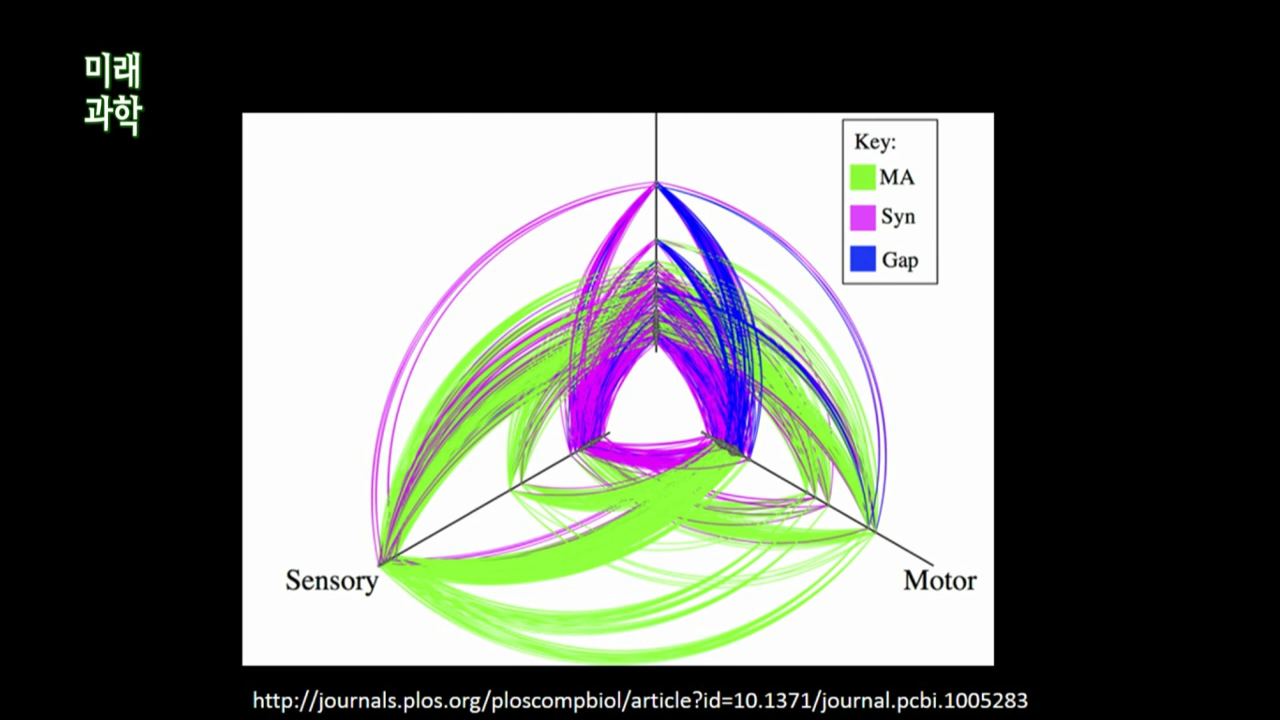 미래
과학
Key:
MA
Syn
Gap
Sensory
Motor
http://journals.plos.org/ploscompbiol/article?id=10.1371/journal.pcbi.1005283